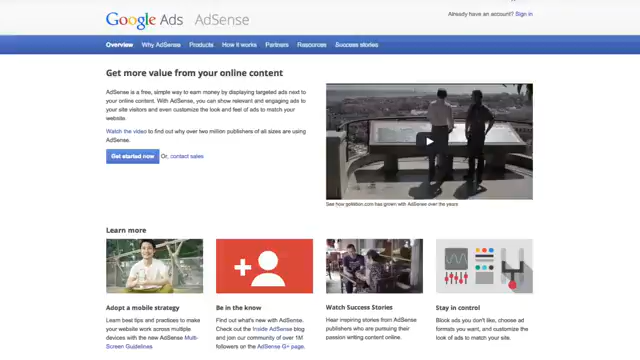 Already have an account? Sign in
Google Ads AdSense
Overview Why AdSense Products How it works Partners Resources Success stories
Get more value from your online content
AdSense is a free, simple way to earn money by displaying targeted ads next to
your online content. With AdSense, you can show relevant and engaging ads to
your site visitors and even customize the look and feel of ads to match your
website.
Watch the video to find out why over two million publishers of all sizes are using
AdSense.
Get started now Or, contact sales
See how gotitlion.com has grown with AdSense over the years
Learn more
Adopt a mobile strategy
Learn best tips and practices to make
your website work across multiple
devices with the new AdSense Multi-
Screen Guidelines
Be in the know
Find out what's new with AdSense.
Check out the Inside AdSense blog
and join our community of over 1M
followers on the AdSense G+ page.
Watch Success Stories
Hear inspiring stories from AdSense
publishers who are pursuing their
passion writing content online.
Stay in control
Block ads you don't like, choose ad
formats you want, and customize the
look of ads to match your site.